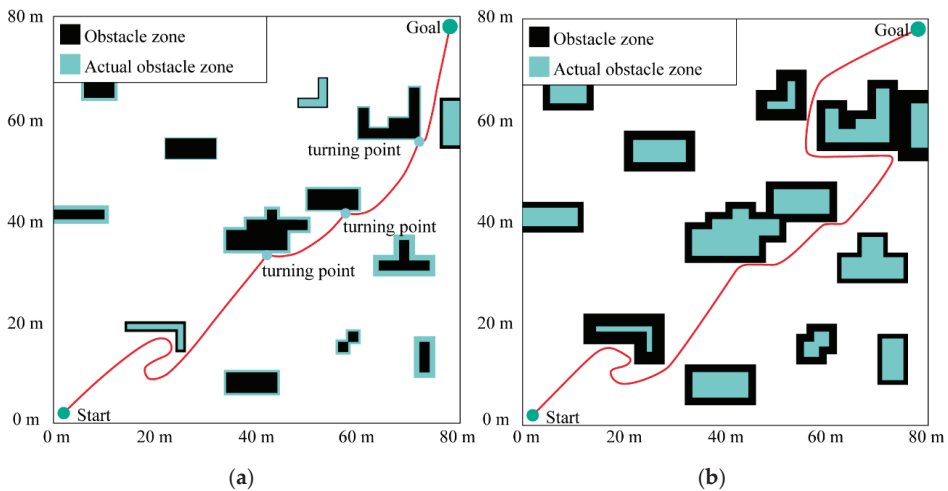 80 m
Goal
Obstacle zone
Actual obstacle zone
60 m
turning point
40 m
turning point
turning point
20 m
Start
0 m
0 m
20 m
40 m
60 m
80 m
(a)
80 m
Goal
Obstacle zone
Actual obstacle zone
60 m
40 m
20 m
Start
0 m
0 m
20 m
40 m
60 m
80 m
(b)